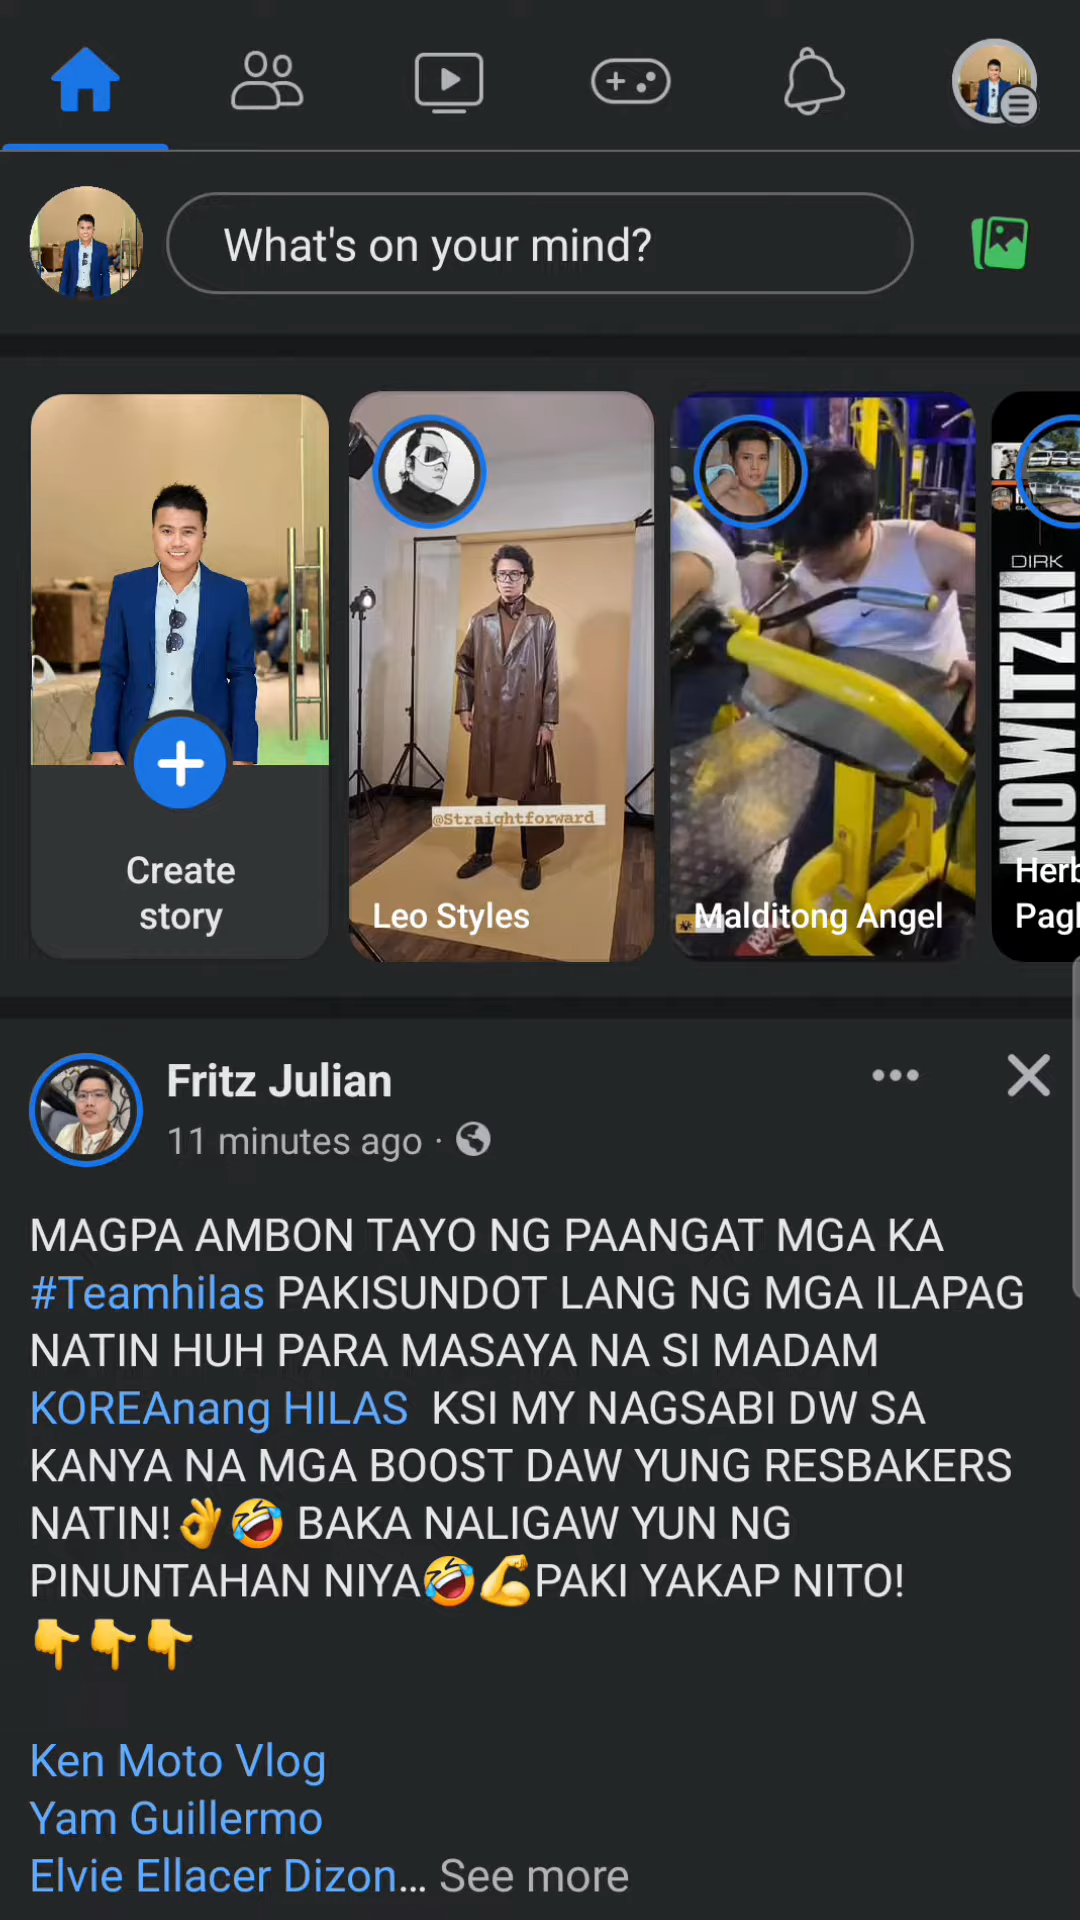 What's on your mind?
Create
story
@Straightforward
Leo Styles
Malditong Angel
DIRK
NOWITZKI
Fritz Julian
11 minutes ago ·
MAGPA AMBON TAYO NG PAANGAT MGA KA
#Teamhilas PAKISUNDOT LANG NG MGA ILAPAG
NATIN HUH PARA MASAYA NA SI MADAM
KOREAnang HILAS  KSI MY NAGSABI DW SA
KANYA NA MGA BOOST DAW YUNG RESBAKERS
NATIN!👌🤣 BAKA NALIGAW YUN NG
PINUNTAHAN NIYA🤣💪PAKI YAKAP NITO!
👇👇👇
Ken Moto Vlog
Yam Guillermo
Elvie Ellacer Dizon... See more